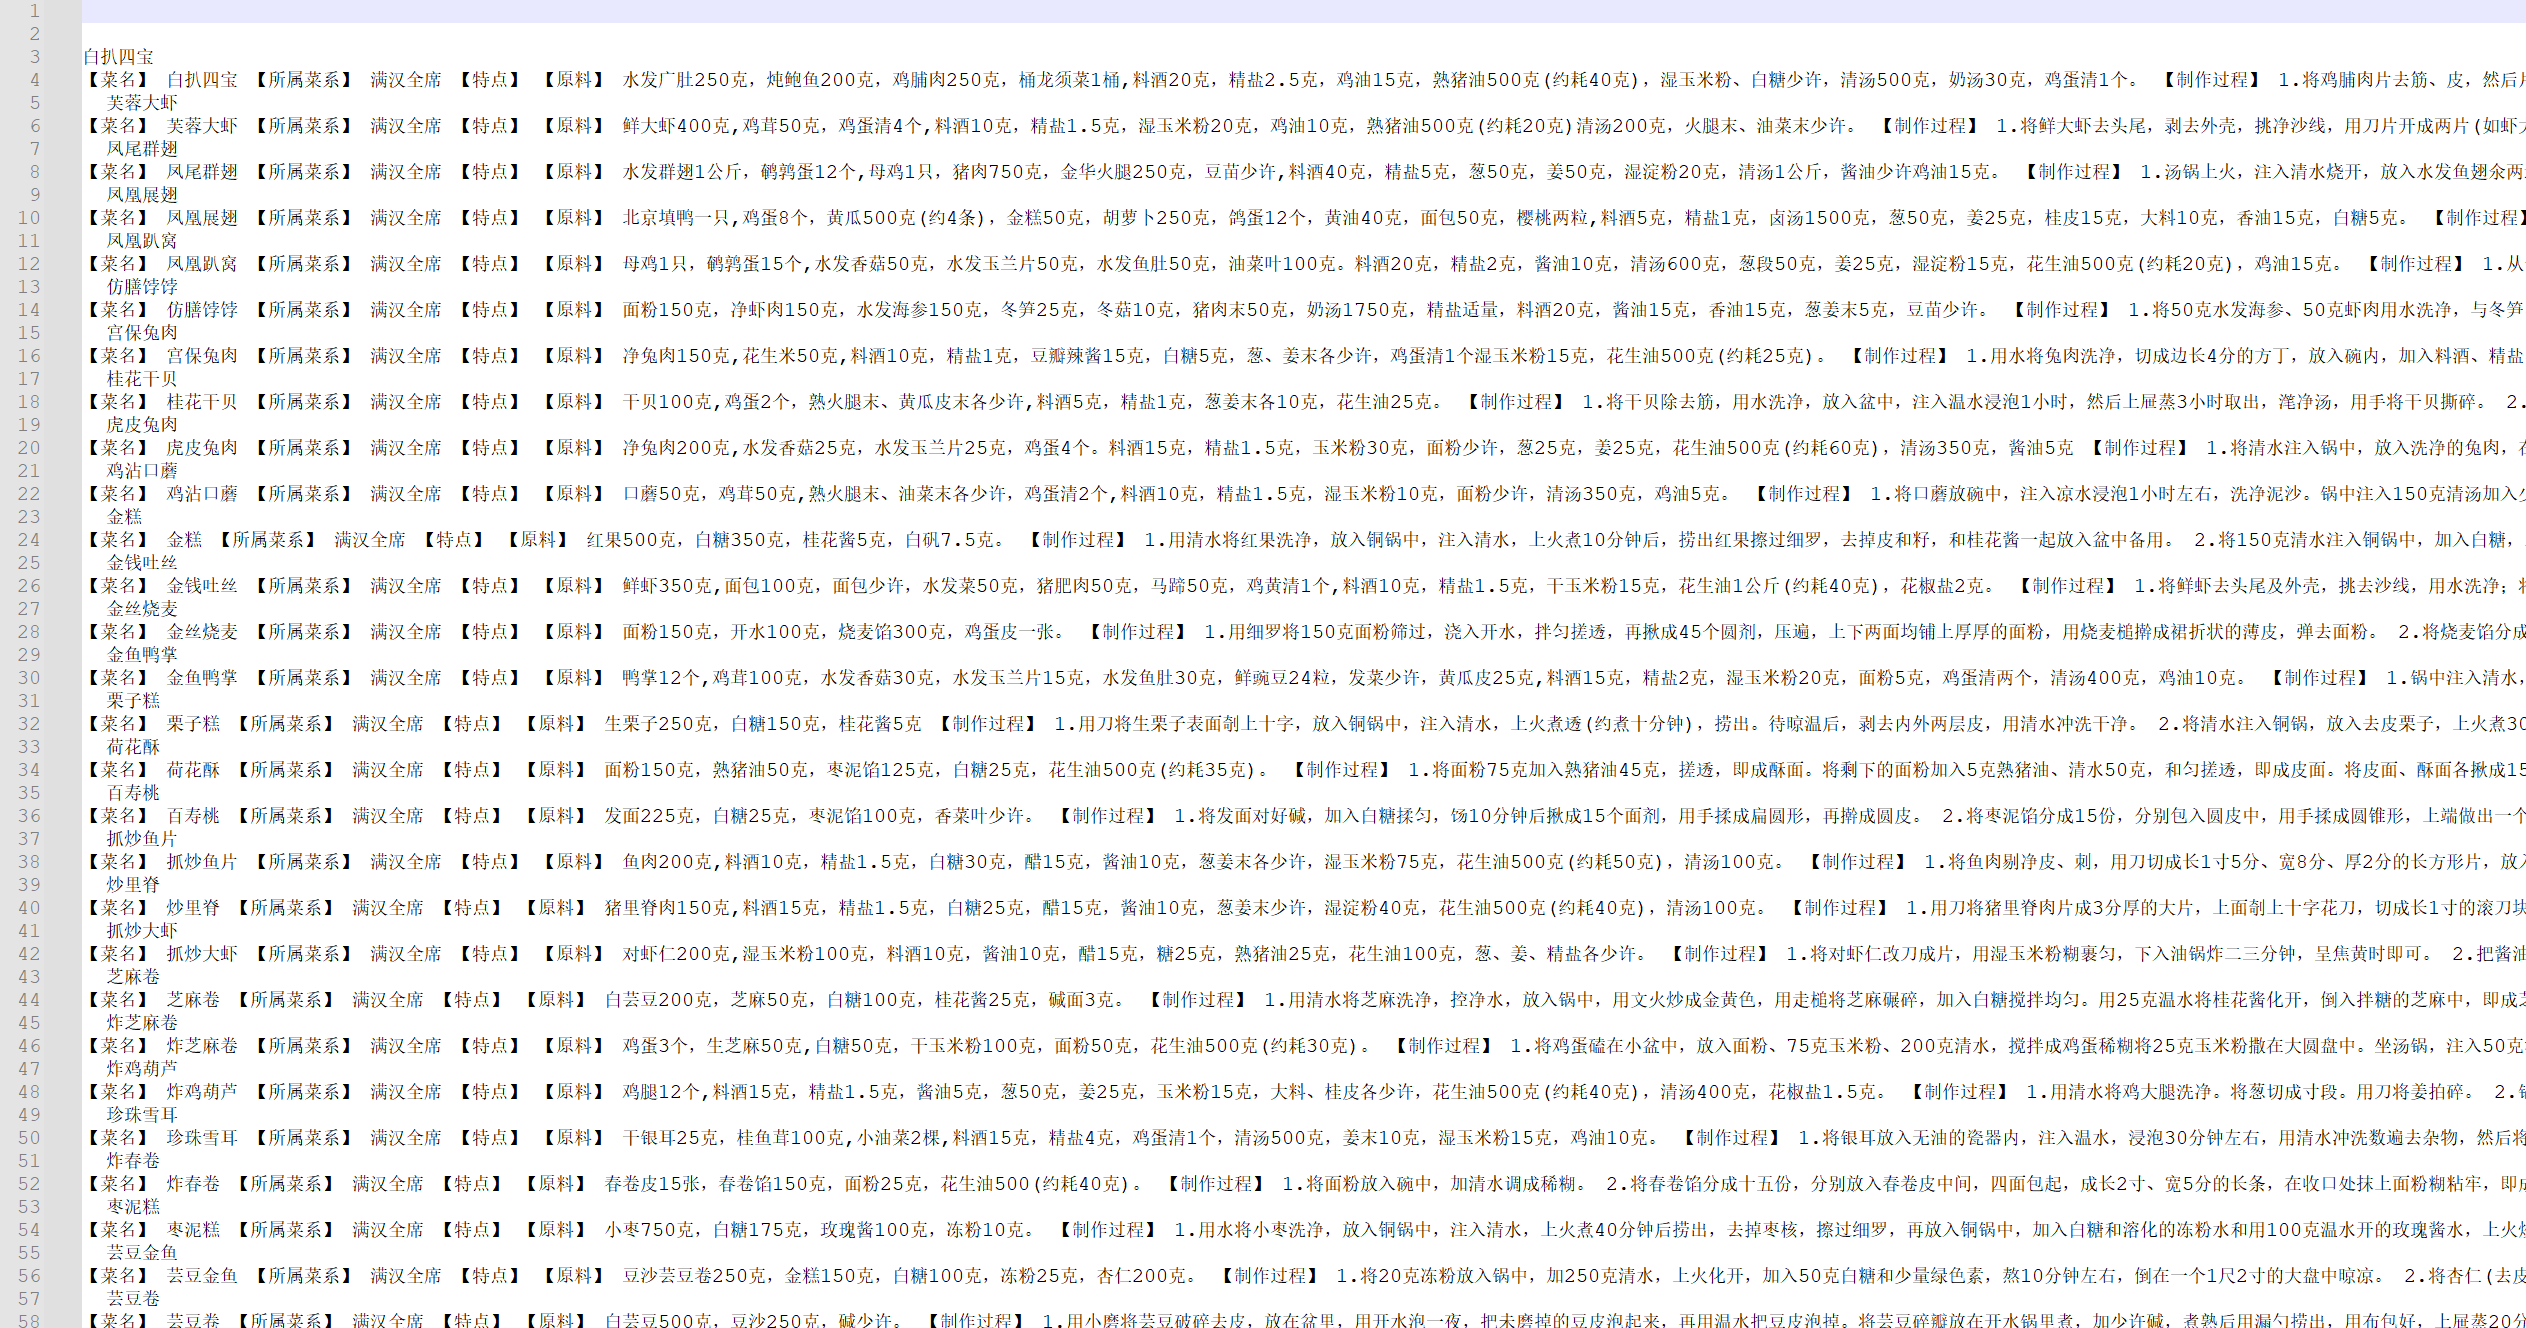 1
2
3 白扒四宝
4 【菜名】 白扒四宝 【所属菜系】 满汉全席 【特点】 【原料】 水发广肚250克，炖鲍鱼200克，鸡脯肉250克，桶龙须菜1桶,料酒20克，精盐2.5克，鸡油15克，熟猪油500克(约耗40克)，湿玉米粉、白糖少许，清汤500克，奶汤30克，鸡蛋清1个。 【制作过程】 1.将鸡脯肉片去筋、皮，然后片
5 芙蓉大虾
6 【菜名】 芙蓉大虾 【所属菜系】 满汉全席 【特点】 【原料】 鲜大虾400克,鸡茸50克，鸡蛋清4个,料酒10克，精盐1.5克，湿玉米粉20克，鸡油10克，熟猪油500克(约耗20克)清汤200克，火腿末、油菜末少许。 【制作过程】 1.将鲜大虾去头尾，剥去外壳，挑净沙线，用刀片开成两片(如虾大
7 凤尾群翅
8 【菜名】 凤尾群翅 【所属菜系】 满汉全席 【特点】 【原料】 水发群翅1公斤，鹌鹑蛋12个,母鸡1只，猪肉750克，金华火腿250克，豆苗少许,料酒40克，精盐5克，葱50克，姜50克，湿淀粉20克，清汤1公斤，酱油少许鸡油15克。 【制作过程】 1.汤锅上火，注入清水烧开，放入水发鱼翅氽两
9 凤凰展翅
10 【菜名】 凤凰展翅 【所属菜系】 满汉全席 【特点】 【原料】 北京填鸭一只,鸡蛋8个，黄瓜500克(约4条)，金糕50克，胡萝卜250克，鸽蛋12个，黄油40克，面包50克，樱桃两粒,料酒5克，精盐1克，卤汤1500克，葱50克，姜25克，桂皮15克，大料10克，香油15克，白糖5克。 【制作过程】
11 凤凰趴窝
12 【菜名】 凤凰趴窝 【所属菜系】 满汉全席 【特点】 【原料】 母鸡1只，鹌鹑蛋15个,水发香菇50克，水发玉兰片50克，水发鱼肚50克，油菜叶100克。料酒20克，精盐2克，酱油10克，清汤600克，葱段50克，姜25克，湿淀粉15克，花生油500克(约耗20克)，鸡油15克。 【制作过程】 1.从
13 仿膳饽饽
14 【菜名】 仿膳饽饽 【所属菜系】 满汉全席 【特点】 【原料】 面粉150克，净虾肉150克，水发海参150克，冬笋25克，冬菇10克，猪肉末50克，奶汤1750克，精盐适量，料酒20克，酱油15克，香油15克，葱姜末5克，豆苗少许。 【制作过程】 1.将50克水发海参、50克虾肉用水洗净，与冬笋
15 宫保兔肉
16 【菜名】 宫保兔肉 【所属菜系】 满汉全席 【特点】 【原料】 净兔肉150克,花生米50克,料酒10克，精盐1克，豆瓣辣酱15克，白糖5克，葱、姜末各少许，鸡蛋清1个湿玉米粉15克，花生油500克(约耗25克)。 【制作过程】 1.用水将兔肉洗净，切成边长4分的方丁，放入碗内，加入料酒、精盐
17 桂花干贝
18 【菜名】 桂花干贝 【所属菜系】 满汉全席 【特点】 【原料】 干贝100克,鸡蛋2个，熟火腿末、黄瓜皮末各少许,料酒5克，精盐1克，葱姜末各10克，花生油25克。 【制作过程】 1.将干贝除去筋，用水洗净，放入盆中，注入温水浸泡1小时，然后上屉蒸3小时取出，滗净汤，用手将干贝撕碎。 2.
19 虎皮兔肉
20 【菜名】 虎皮兔肉 【所属菜系】 满汉全席 【特点】 【原料】 净兔肉200克,水发香菇25克，水发玉兰片25克，鸡蛋4个。料酒15克，精盐1.5克，玉米粉30克，面粉少许，葱25克，姜25克，花生油500克(约耗60克)，清汤350克，酱油5克 【制作过程】 1.将清水注入锅中，放入洗净的兔肉，在
21 鸡沾口蘑
22 【菜名】 鸡沾口蘑 【所属菜系】 满汉全席 【特点】 【原料】 口蘑50克，鸡茸50克,熟火腿末、油菜末各少许，鸡蛋清2个,料酒10克，精盐1.5克，湿玉米粉10克，面粉少许，清汤350克，鸡油5克。 【制作过程】 1.将口蘑放碗中，注入凉水浸泡1小时左右，洗净泥沙。锅中注入150克清汤加入少
23 金糕
24 【菜名】 金糕 【所属菜系】 满汉全席 【特点】 【原料】 红果500克，白糖350克，桂花酱5克，白矾7.5克。 【制作过程】 1.用清水将红果洗净，放入铜锅中，注入清水，上火煮10分钟后，捞出红果擦过细罗，去掉皮和籽，和桂花酱一起放入盆中备用。 2.将150克清水注入铜锅中，加入白糖，
25 金钱吐丝
26 【菜名】 金钱吐丝 【所属菜系】 满汉全席 【特点】 【原料】 鲜虾350克，面包100克，面包少许，水发菜50克，猪肥肉50克，马蹄50克，鸡黄清1个,料酒10克，精盐1.5克，干玉米粉15克，花生油1公斤(约耗40克)，花椒盐2克。 【制作过程】 1.将鲜虾去头尾及外壳，挑去沙线，用水洗净；将
27 金丝烧麦
28 【菜名】 金丝烧麦 【所属菜系】 满汉全席 【特点】 【原料】 面粉150克，开水100克，烧麦馅300克，鸡蛋皮一张。 【制作过程】 1.用细罗将150克面粉筛过，浇入开水，拌匀搓透，再揪成45个圆剂，压遍，上下两面均铺上厚厚的面粉，用烧麦槌擀成裙折状的薄皮，弹去面粉。 2.将烧麦馅分成
29 金鱼鸭掌
30 【菜名】 金鱼鸭掌 【所属菜系】 满汉全席 【特点】 【原料】 鸭掌12个,鸡茸100克，水发香菇30克，水发玉兰片15克，水发鱼肚30克，鲜豌豆24粒，发菜少许，黄瓜皮25克,料酒15克，精盐2克，湿玉米粉20克，面粉5克，鸡蛋清两个，清汤400克，鸡油10克。 【制作过程】 1.锅中注入清水，
31 栗子糕
32 【菜名】 栗子糕 【所属菜系】 满汉全席 【特点】 【原料】 生栗子250克，白糖150克，桂花酱5克 【制作过程】 1.用刀将生栗子表面剞上十字，放入铜锅中，注入清水，上火煮透(约煮十分钟)，捞出。待晾温后，剥去内外两层皮，用清水冲洗干净。 2.将清水注入铜锅，放入去皮栗子，上火煮30
33 荷花酥
34 【菜名】 荷花酥 【所属菜系】 满汉全席 【特点】 【原料】 面粉150克，熟猪油50克，枣泥馅125克，白糖25克，花生油500克(约耗35克)。 【制作过程】 1.将面粉75克加入熟猪油45克，搓透，即成酥面。将剩下的面粉加入5克熟猪油、清水50克，和匀搓透，即成皮面。将皮面、酥面各揪成15
35 百寿桃
36 【菜名】 百寿桃 【所属菜系】 满汉全席 【特点】 【原料】 发面225克，白糖25克，枣泥馅100克，香菜叶少许。 【制作过程】 1.将发面对好碱，加入白糖揉匀，饧10分钟后揪成15个面剂，用手揉成扁圆形，再擀成圆皮。 2.将枣泥馅分成15份，分别包入圆皮中，用手揉成圆锥形，上端做出一个
37 抓炒鱼片
38 【菜名】 抓炒鱼片 【所属菜系】 满汉全席 【特点】 【原料】 鱼肉200克,料酒10克，精盐1.5克，白糖30克，醋15克，酱油10克，葱姜末各少许，湿玉米粉75克，花生油500克(约耗50克)，清汤100克。 【制作过程】 1.将鱼肉剔净皮、刺，用刀切成长1寸5分、宽8分、厚2分的长方形片，放入
39 炒里脊
40 【菜名】 炒里脊 【所属菜系】 满汉全席 【特点】 【原料】 猪里脊肉150克,料酒15克，精盐1.5克，白糖25克，醋15克，酱油10克，葱姜末少许，湿淀粉40克，花生油500克(约耗40克)，清汤100克。 【制作过程】 1.用刀将猪里脊肉片成3分厚的大片，上面剞上十字花刀，切成长1寸的滚刀块
41 抓炒大虾
42 【菜名】 抓炒大虾 【所属菜系】 满汉全席 【特点】 【原料】 对虾仁200克,湿玉米粉100克，料酒10克，酱油10克，醋15克，糖25克，熟猪油25克，花生油100克，葱、姜、精盐各少许。 【制作过程】 1.将对虾仁改刀成片，用湿玉米粉糊裹匀，下入油锅炸二三分钟，呈焦黄时即可。 2.把酱油
43 芝麻卷
44 【菜名】 芝麻卷 【所属菜系】 满汉全席 【特点】 【原料】 白芸豆200克，芝麻50克，白糖100克，桂花酱25克，碱面3克。 【制作过程】 1.用清水将芝麻洗净，控净水，放入锅中，用文火炒成金黄色，用走槌将芝麻碾碎，加入白糖搅拌均匀。用25克温水将桂花酱化开，倒入拌糖的芝麻中，即成芝
45 炸芝麻卷
46 【菜名】 炸芝麻卷 【所属菜系】 满汉全席 【特点】 【原料】 鸡蛋3个，生芝麻50克,白糖50克，干玉米粉100克，面粉50克，花生油500克(约耗30克)。 【制作过程】 1.将鸡蛋磕在小盆中，放入面粉、75克玉米粉、200克清水，搅拌成鸡蛋稀糊将25克玉米粉撒在大圆盘中。坐汤锅，注入50克
47 炸鸡葫芦
48 【菜名】 炸鸡葫芦 【所属菜系】 满汉全席 【特点】 【原料】 鸡腿12个,料酒15克，精盐1.5克，酱油5克，葱50克，姜25克，玉米粉15克，大料、桂皮各少许，花生油500克(约耗40克)，清汤400克，花椒盐1.5克。 【制作过程】 1.用清水将鸡大腿洗净。将葱切成寸段。用刀将姜拍碎。 2.锅
49 珍珠雪耳
50 【菜名】 珍珠雪耳 【所属菜系】 满汉全席 【特点】 【原料】 干银耳25克，桂鱼茸100克,小油菜2棵,料酒15克，精盐4克，鸡蛋清1个，清汤500克，姜末10克，湿玉米粉15克，鸡油10克。 【制作过程】 1.将银耳放入无油的瓷器内，注入温水，浸泡30分钟左右，用清水冲洗数遍去杂物，然后将
51 炸春卷
52 【菜名】 炸春卷 【所属菜系】 满汉全席 【特点】 【原料】 春卷皮15张，春卷馅150克，面粉25克，花生油500(约耗40克)。 【制作过程】 1.将面粉放入碗中，加清水调成稀糊。 2.将春卷馅分成十五份，分别放入春卷皮中间，四面包起，成长2寸、宽5分的长条，在收口处抹上面粉糊粘牢，即成
53 枣泥糕
54 【菜名】 枣泥糕 【所属菜系】 满汉全席 【特点】 【原料】 小枣750克，白糖175克，玫瑰酱100克，冻粉10克。 【制作过程】 1.用水将小枣洗净，放入铜锅中，注入清水，上火煮40分钟后捞出，去掉枣核，擦过细罗，再放入铜锅中，加入白糖和溶化的冻粉水和用100克温水开的玫瑰酱水，上火
55 芸豆金鱼
56 【菜名】 芸豆金鱼 【所属菜系】 满汉全席 【特点】 【原料】 豆沙芸豆卷250克，金糕150克，白糖100克，冻粉25克，杏仁200克。 【制作过程】 1.将20克冻粉放入锅中，加250克清水，上火化开，加入50克白糖和少量绿色素，熬10分钟左右，倒在一个1尺2寸的大盘中晾凉。 2.将杏仁(去皮
57 芸豆卷
58 【菜名】 芸豆卷 【所属菜系】 满汉全席 【特点】 【原料】 白芸豆500克，豆沙250克，碱少许。 【制作过程】 1.用小磨将芸豆破碎去皮，放在盆里，用开水泡一夜，把未磨掉的豆皮泡起来，再用温水把豆皮泡掉。将芸豆碎瓣放在开水锅里煮，加少许碱，煮熟后用漏勺捞出，用布包好，上屉蒸20分